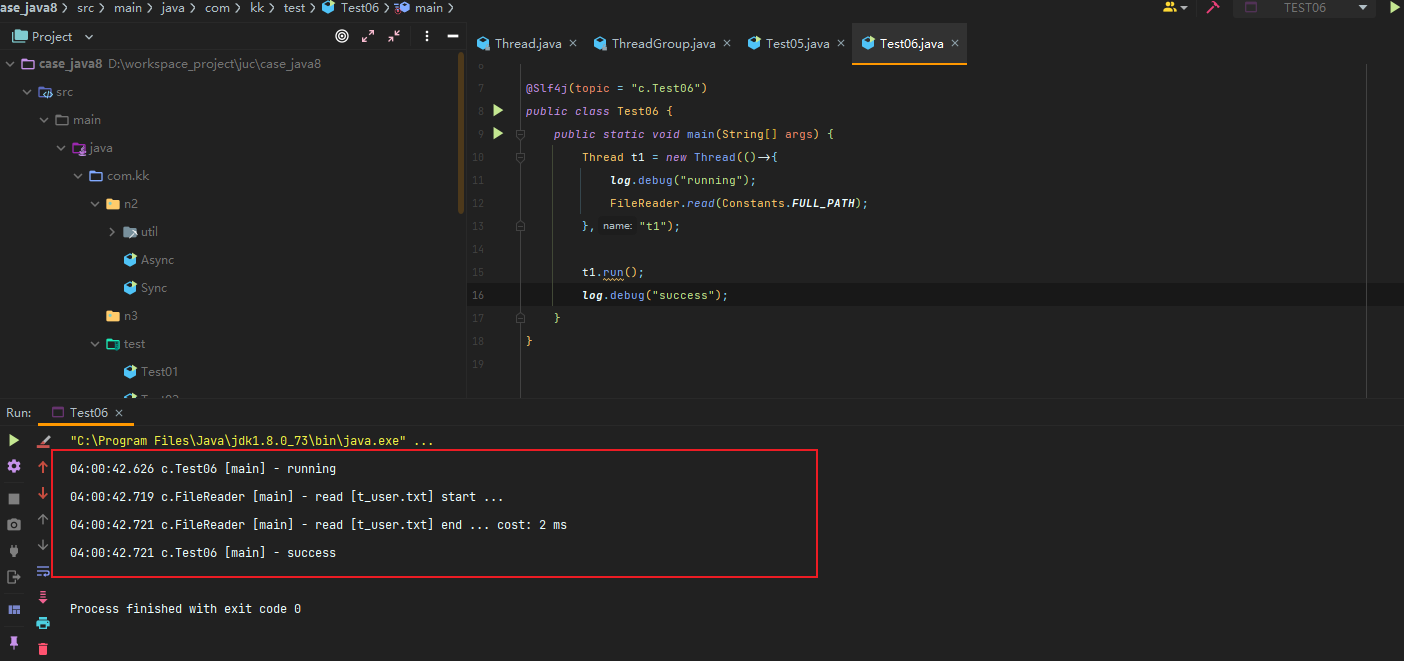 ase_java8 > src > main > java > com > kk > test > Test06 > main >
TEST06
Project
Thread.java × ThreadGroup.java × Test05.java × Test06.java ×
case_java8 D:\workspace_project\juc\case_java8
src
main
java
com.kk
n2
util
Async
Sync
n3
test
Test01
6
7 @Slf4j(topic = "c.Test06")
8 public class Test06 {
9 public static void main(String[] args) {
10 Thread t1 = new Thread(()->{
11 log.debug("running");
12 FileReader.read(Constants.FULL_PATH);
13 }, name: "t1");
14
15 t1.run();
16 log.debug("success");
17 }
18 }
19
Run: Test06 ×
"C:\Program Files\Java\jdk1.8.0_73\bin\java.exe" ...
04:00:42.626 c.Test06 [main] - running
04:00:42.719 c.FileReader [main] - read [t_user.txt] start ...
04:00:42.721 c.FileReader [main] - read [t_user.txt] end ... cost: 2 ms
04:00:42.721 c.Test06 [main] - success
Process finished with exit code 0